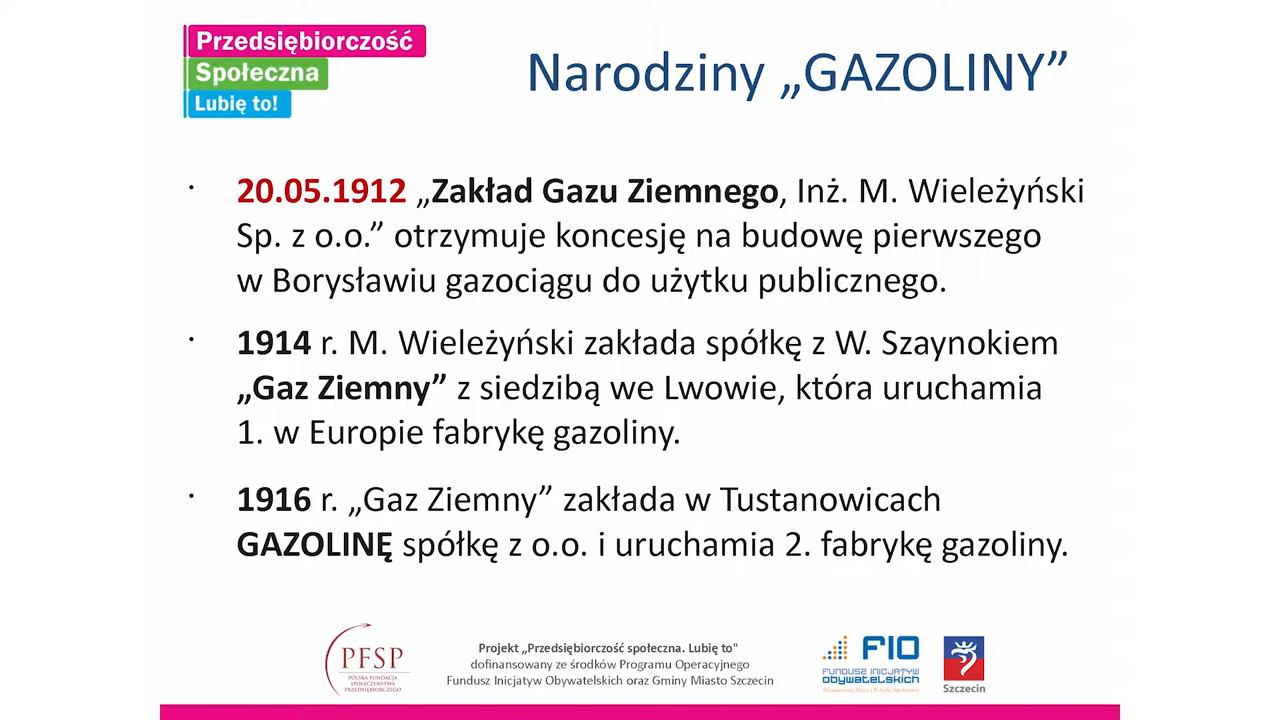 Przedsiębiorczość
Społeczna
Lubię to!
Narodziny „GAZOLINY”
· 20.05.1912 „Zakład Gazu Ziemnego, Inż. M. Wieleżyński
Sp. z o.o.” otrzymuje koncesję na budowę pierwszego
w Borysławiu gazociągu do użytku publicznego.
· 1914 r. M. Wieleżyński zakłada spółkę z W. Szaynokiem
„Gaz Ziemny” z siedzibą we Lwowie, która uruchamia
1. w Europie fabrykę gazoliny.
· 1916 r. „Gaz Ziemny” zakłada w Tustanowicach
GAZOLINĘ spółkę z o.o. i uruchamia 2. fabrykę gazoliny.
PFSP
POLSKA FUNDACJA
SPOŁECZEŃSTWA
PRZEDSIĘBIORCZEGO
Projekt „Przedsiębiorczość społeczna. Lubię to"
dofinansowany ze środków Programu Operacyjnego
Fundusz Inicjatyw Obywatelskich oraz Gminy Miasto Szczecin
FIO
FUNDUSZ INICJATYW
OBYWATELSKICH
Ministerstwo Pracy i Polityki Społecznej
Szczecin